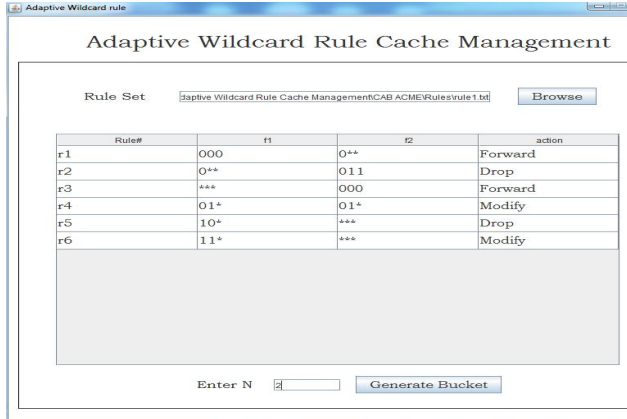 Adaptive Wildcard rule
Adaptive Wildcard Rule Cache Management
Rule Set daptive Wildcard Rule Cache Management\CAB ACME\Rules\rule1.txt Browse
Rule# f1 f2 action
r1 000 0** Forward
r2 0** 011 Drop
r3 *** 000 Forward
r4 01* 01* Modify
r5 10* *** Drop
r6 11* *** Modify
Enter N 2 Generate Bucket